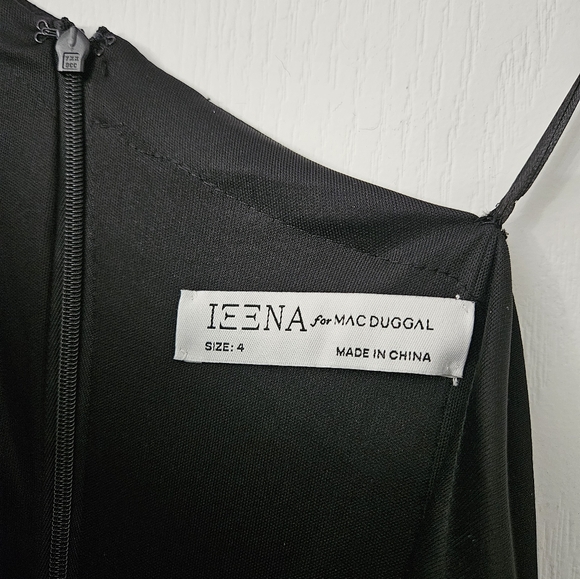 IEENA for MAC DUGGAL
SIZE: 4 MADE IN CHINA